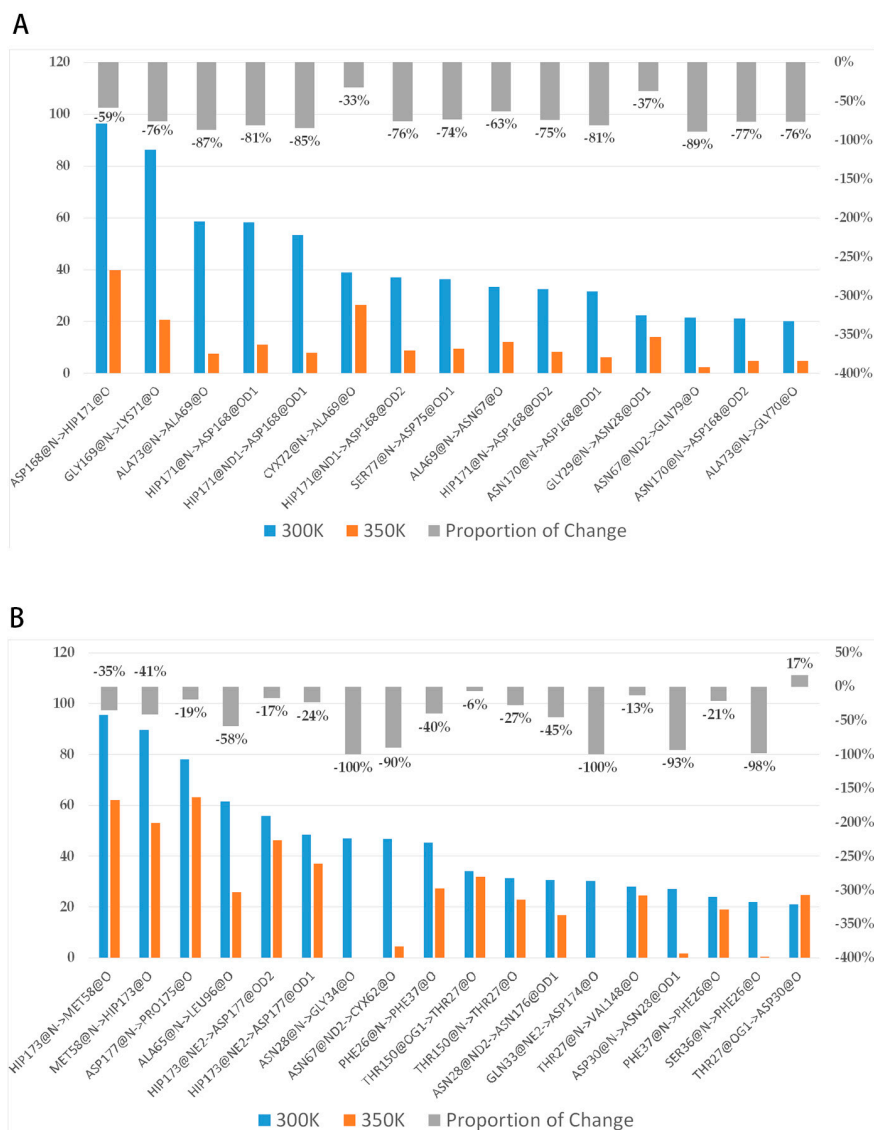 A
120
100
80
60
40
20
0
0%
-50%
-100%
-150%
-200%
-250%
-300%
-350%
-400%
-59%
-76%
-87%
-81%
-85%
-33%
-76%
-74%
-63%
-75%
-81%
-37%
-89%
-77%
-76%
ASP168@N->HIP171@O
GLY169@N->LYS71@O
ALA73@N->ALA69@O
HIP171@N->ASP168@OD1
HIP171@ND1->ASP168@OD1
CYX72@N->ALA69@O
HIP171@ND1->ASP168@OD2
SER77@N->ASP75@OD1
ALA69@N->ASN67@O
HIP171@N->ASP168@OD2
ASN170@N->ASP168@OD1
GLY29@N->ASN28@OD1
ASN67@ND2->GLN79@O
ASN170@N->ASP168@OD2
ALA73@N->GLY70@O
300K 350K Proportion of Change
B
120
100
80
60
40
20
0
50%
0%
-50%
-100%
-150%
-200%
-250%
-300%
-350%
-400%
-35%
-41%
-19%
-58%
-17%
-24%
-100%
-90%
-40%
-6%
-27%
-45%
-100%
-13%
-93%
-21%
-98%
17%
HIP173@N->MET58@O
MET58@N->HIP173@O
ASP177@N->PRO175@O
ALA65@N->LEU96@O
HIP173@NE2->ASP177@OD2
HIP173@NE2->ASP177@OD1
ASN28@N->GLY34@O
ASN67@ND2->CYX62@O
PHE26@N->PHE37@O
THR150@OG1->THR27@O
THR150@N->THR27@O
ASN28@ND2->ASN176@OD1
GLN33@NE2->ASP174@O
THR27@N->VAL148@O
ASP30@N->ASN28@OD1
PHE37@N->PHE26@O
SER36@N->PHE26@O
THR27@OG1->ASP30@O
300K 350K Proportion of Change